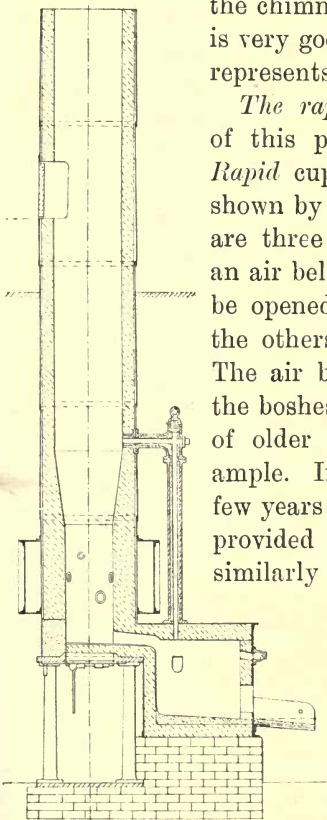 the chimn
is very goo
represents
The rap
of this p
Rapid cup
shown by
are three
an air bel
be opened
the others
The air b
the boshes
of older
ample. I
few years
provided
similarly